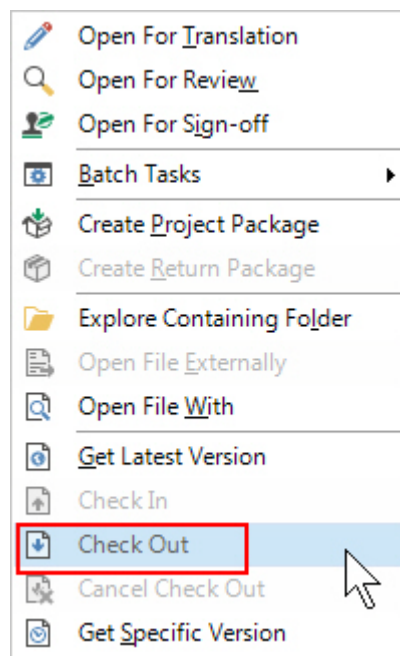 Open For Translation
Open For Review
Open For Sign-off
Batch Tasks
Create Project Package
Create Return Package
Explore Containing Folder
Open File Externally
Open File With
Get Latest Version
Check In
Check Out
Cancel Check Out
Get Specific Version